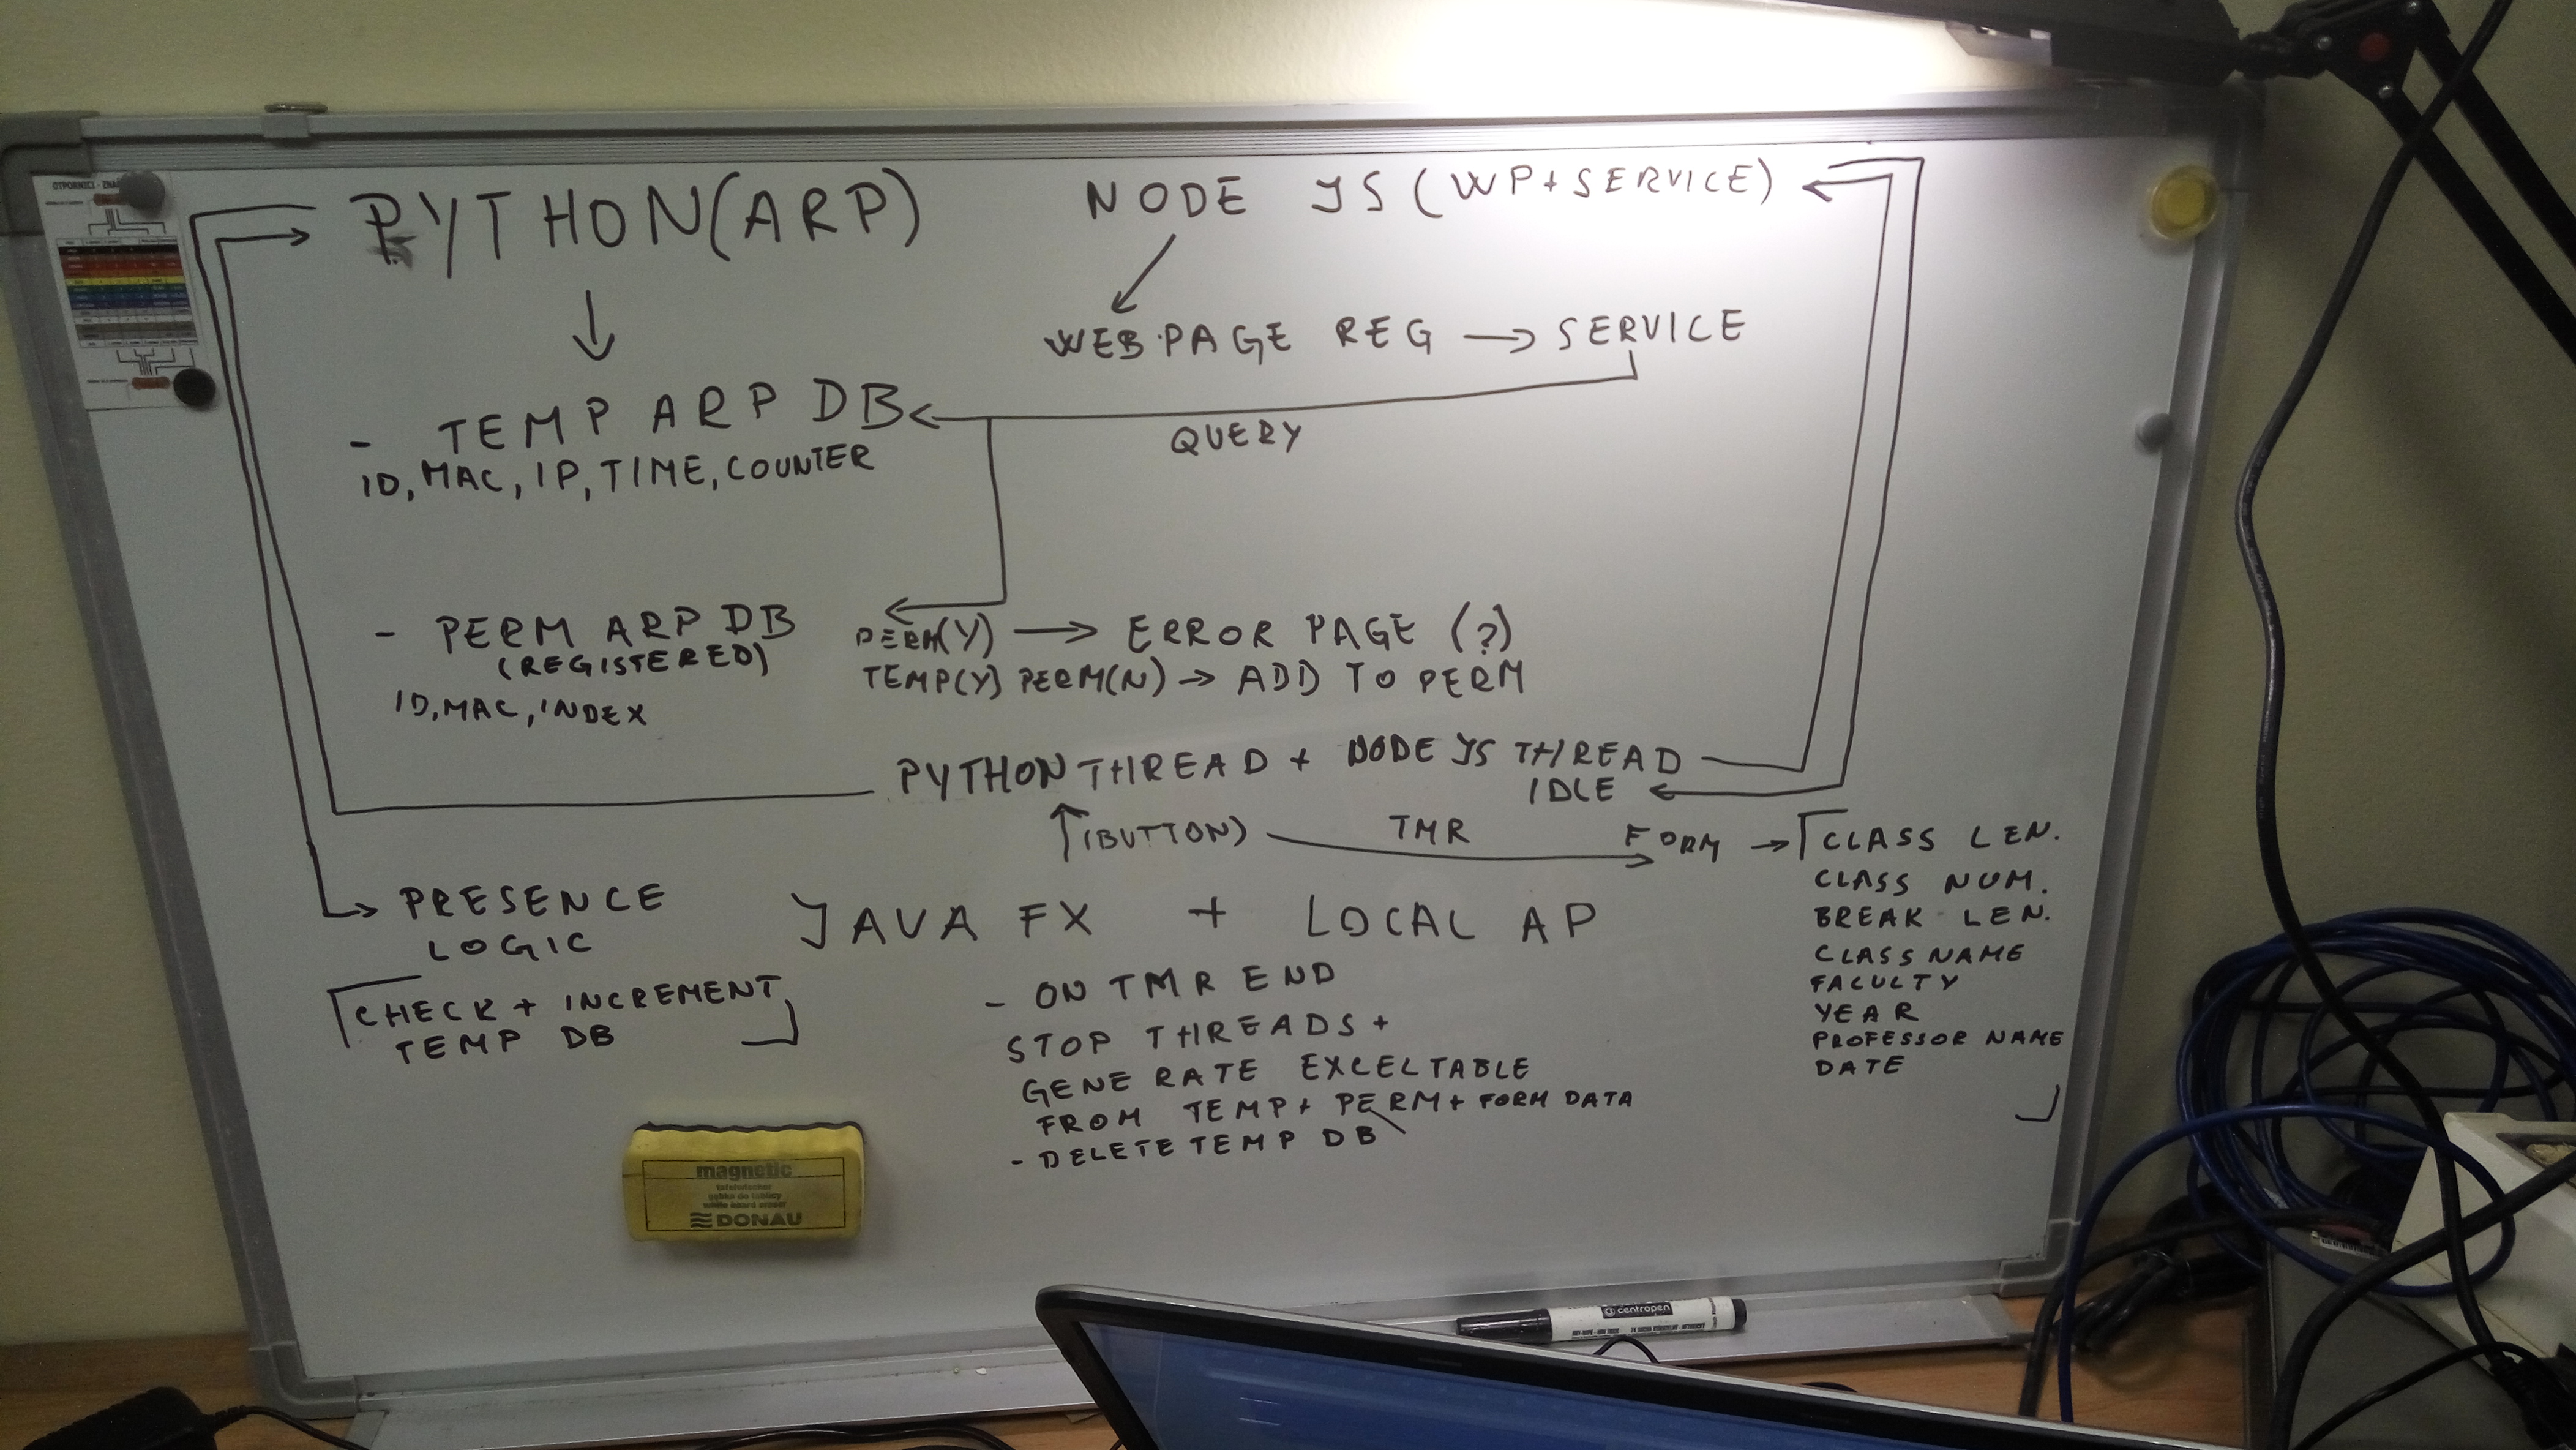 OTPORNICI - ZNA
PYTHON(ARP)
NODE JS (WP+SERVICE)
WEB PAGE REG → SERVICE
- TEMP ARP DB
QUERY
ID, MAC, IP, TIME, COUNTER
- PERM ARP DB
(REGISTERED)
ID, MAC, INDEX
PERM(Y) → ERROR PAGE (?)
TEMP(Y) PERM(N) → ADD TO PERM
PYTHON THREAD + NODE JS THREAD
IDLE
(BUTTON)
TMR
FORM →
CLASS LEN.
CLASS NUM.
BREAK LEN.
CLASS NAME
FACULTY
YEAR
PROFESSOR NAME
DATE
PRESENCE
LOGIC
CHECK + INCREMENT
TEMP DB
JAVA FX + LOCAL AP
- ON TMR END
STOP THREADS +
GENERATE EXCEL TABLE
FROM TEMP + PERM + FORM DATA
- DELETE TEMP DB
magnetic
DONAU
centropen